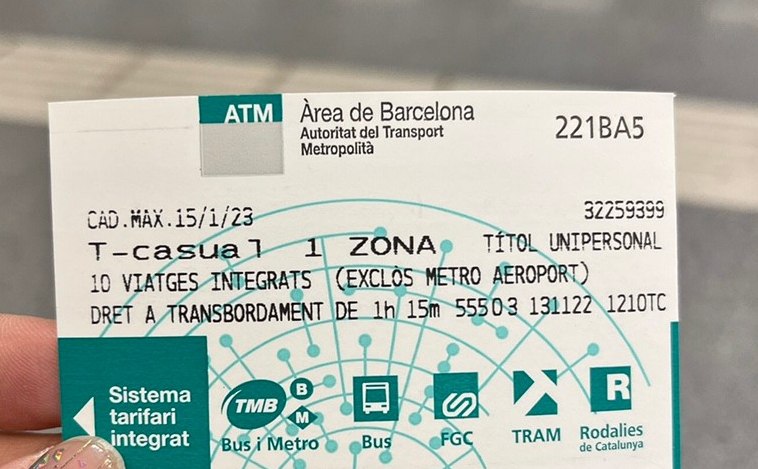 ATM
Àrea de Barcelona
Autoritat del Transport
Metropolità
221BA5
CAD.MAX.15/1/23
32259399
T-casual 1 ZONA TÍTOL UNIPERSONAL
10 VIATGES INTEGRATS (EXCLOS METRO AEROPORT)
DRET A TRANSBORDAMENT DE 1h 15m 55503 131122 1210TC
Sistema
tarifari
integrat
TMB
B
M
Bus i Metro
Bus
FGC
TRAM
R
Rodalies
de Catalunya